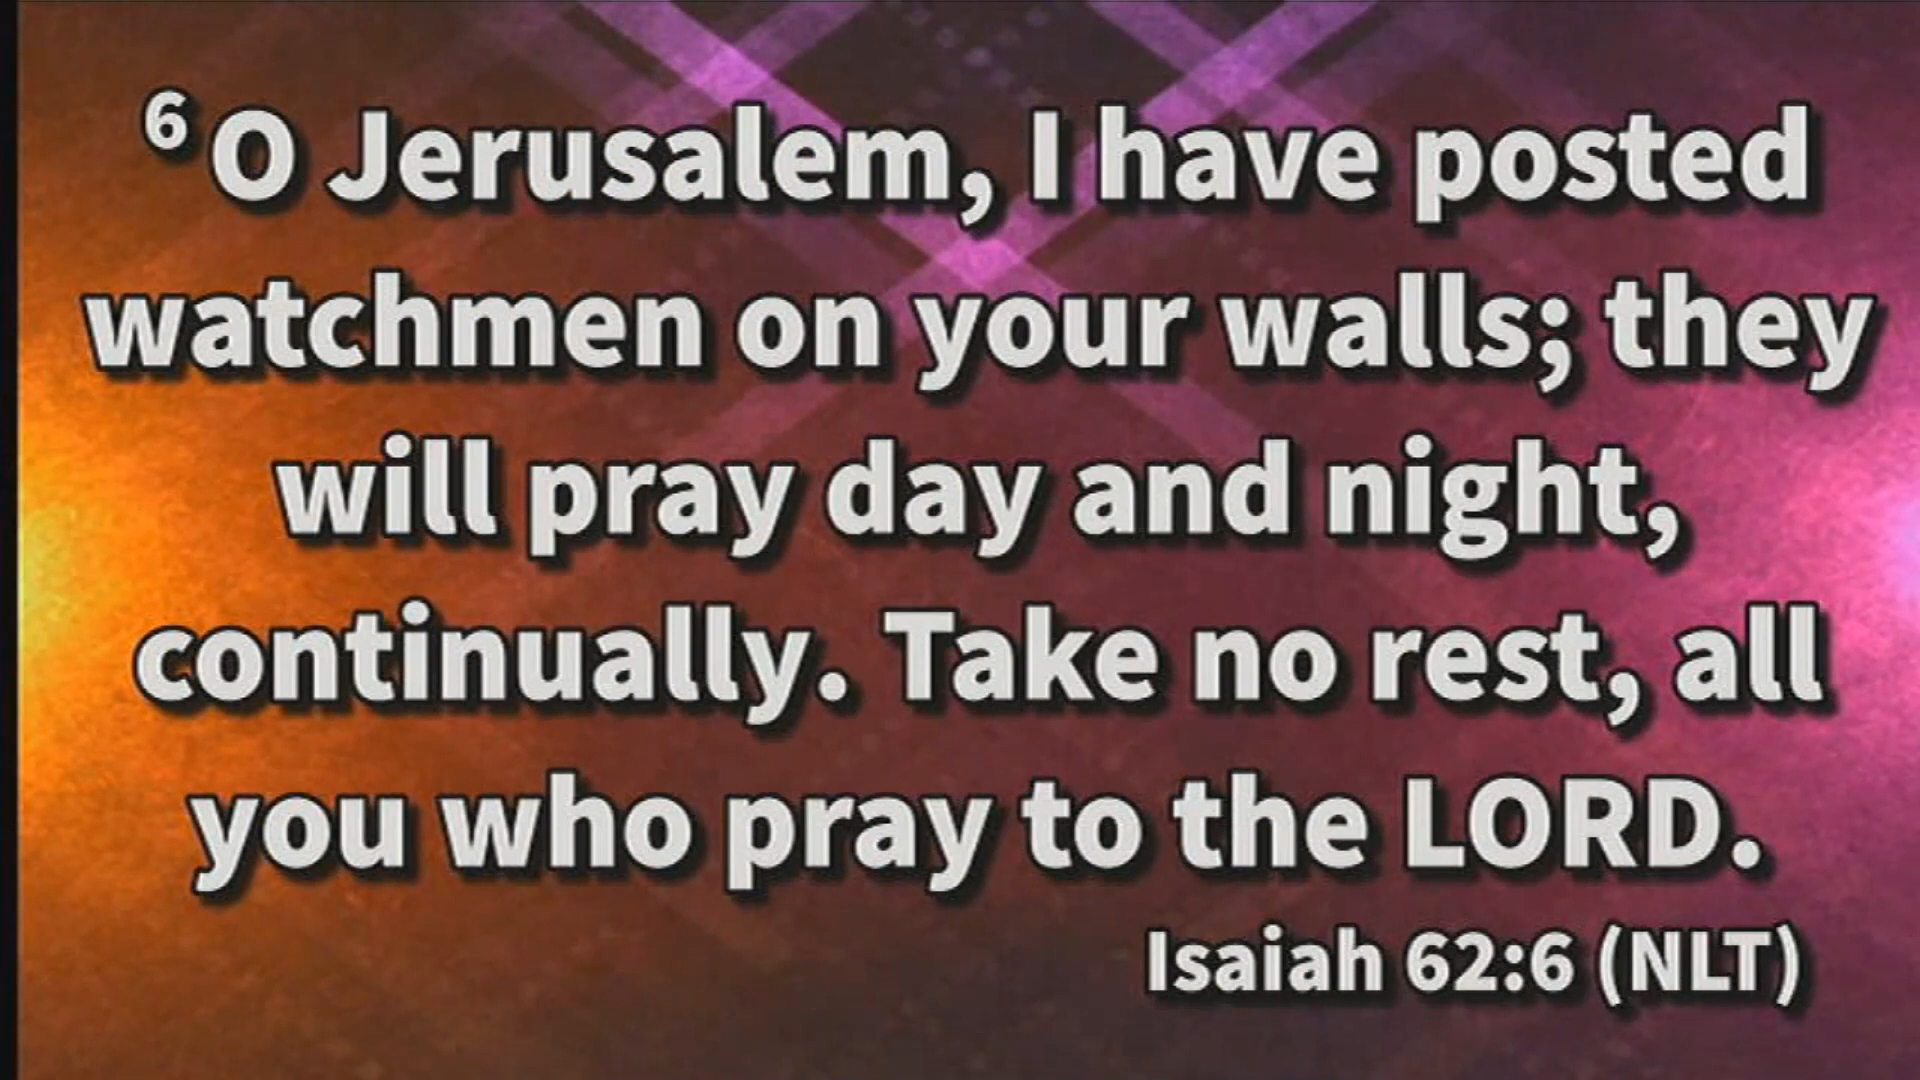 6 O Jerusalem, I have posted
watchmen on your walls; they
will pray day and night,
continually. Take no rest, all
you who pray to the LORD.
Isaiah 62:6 (NLT)